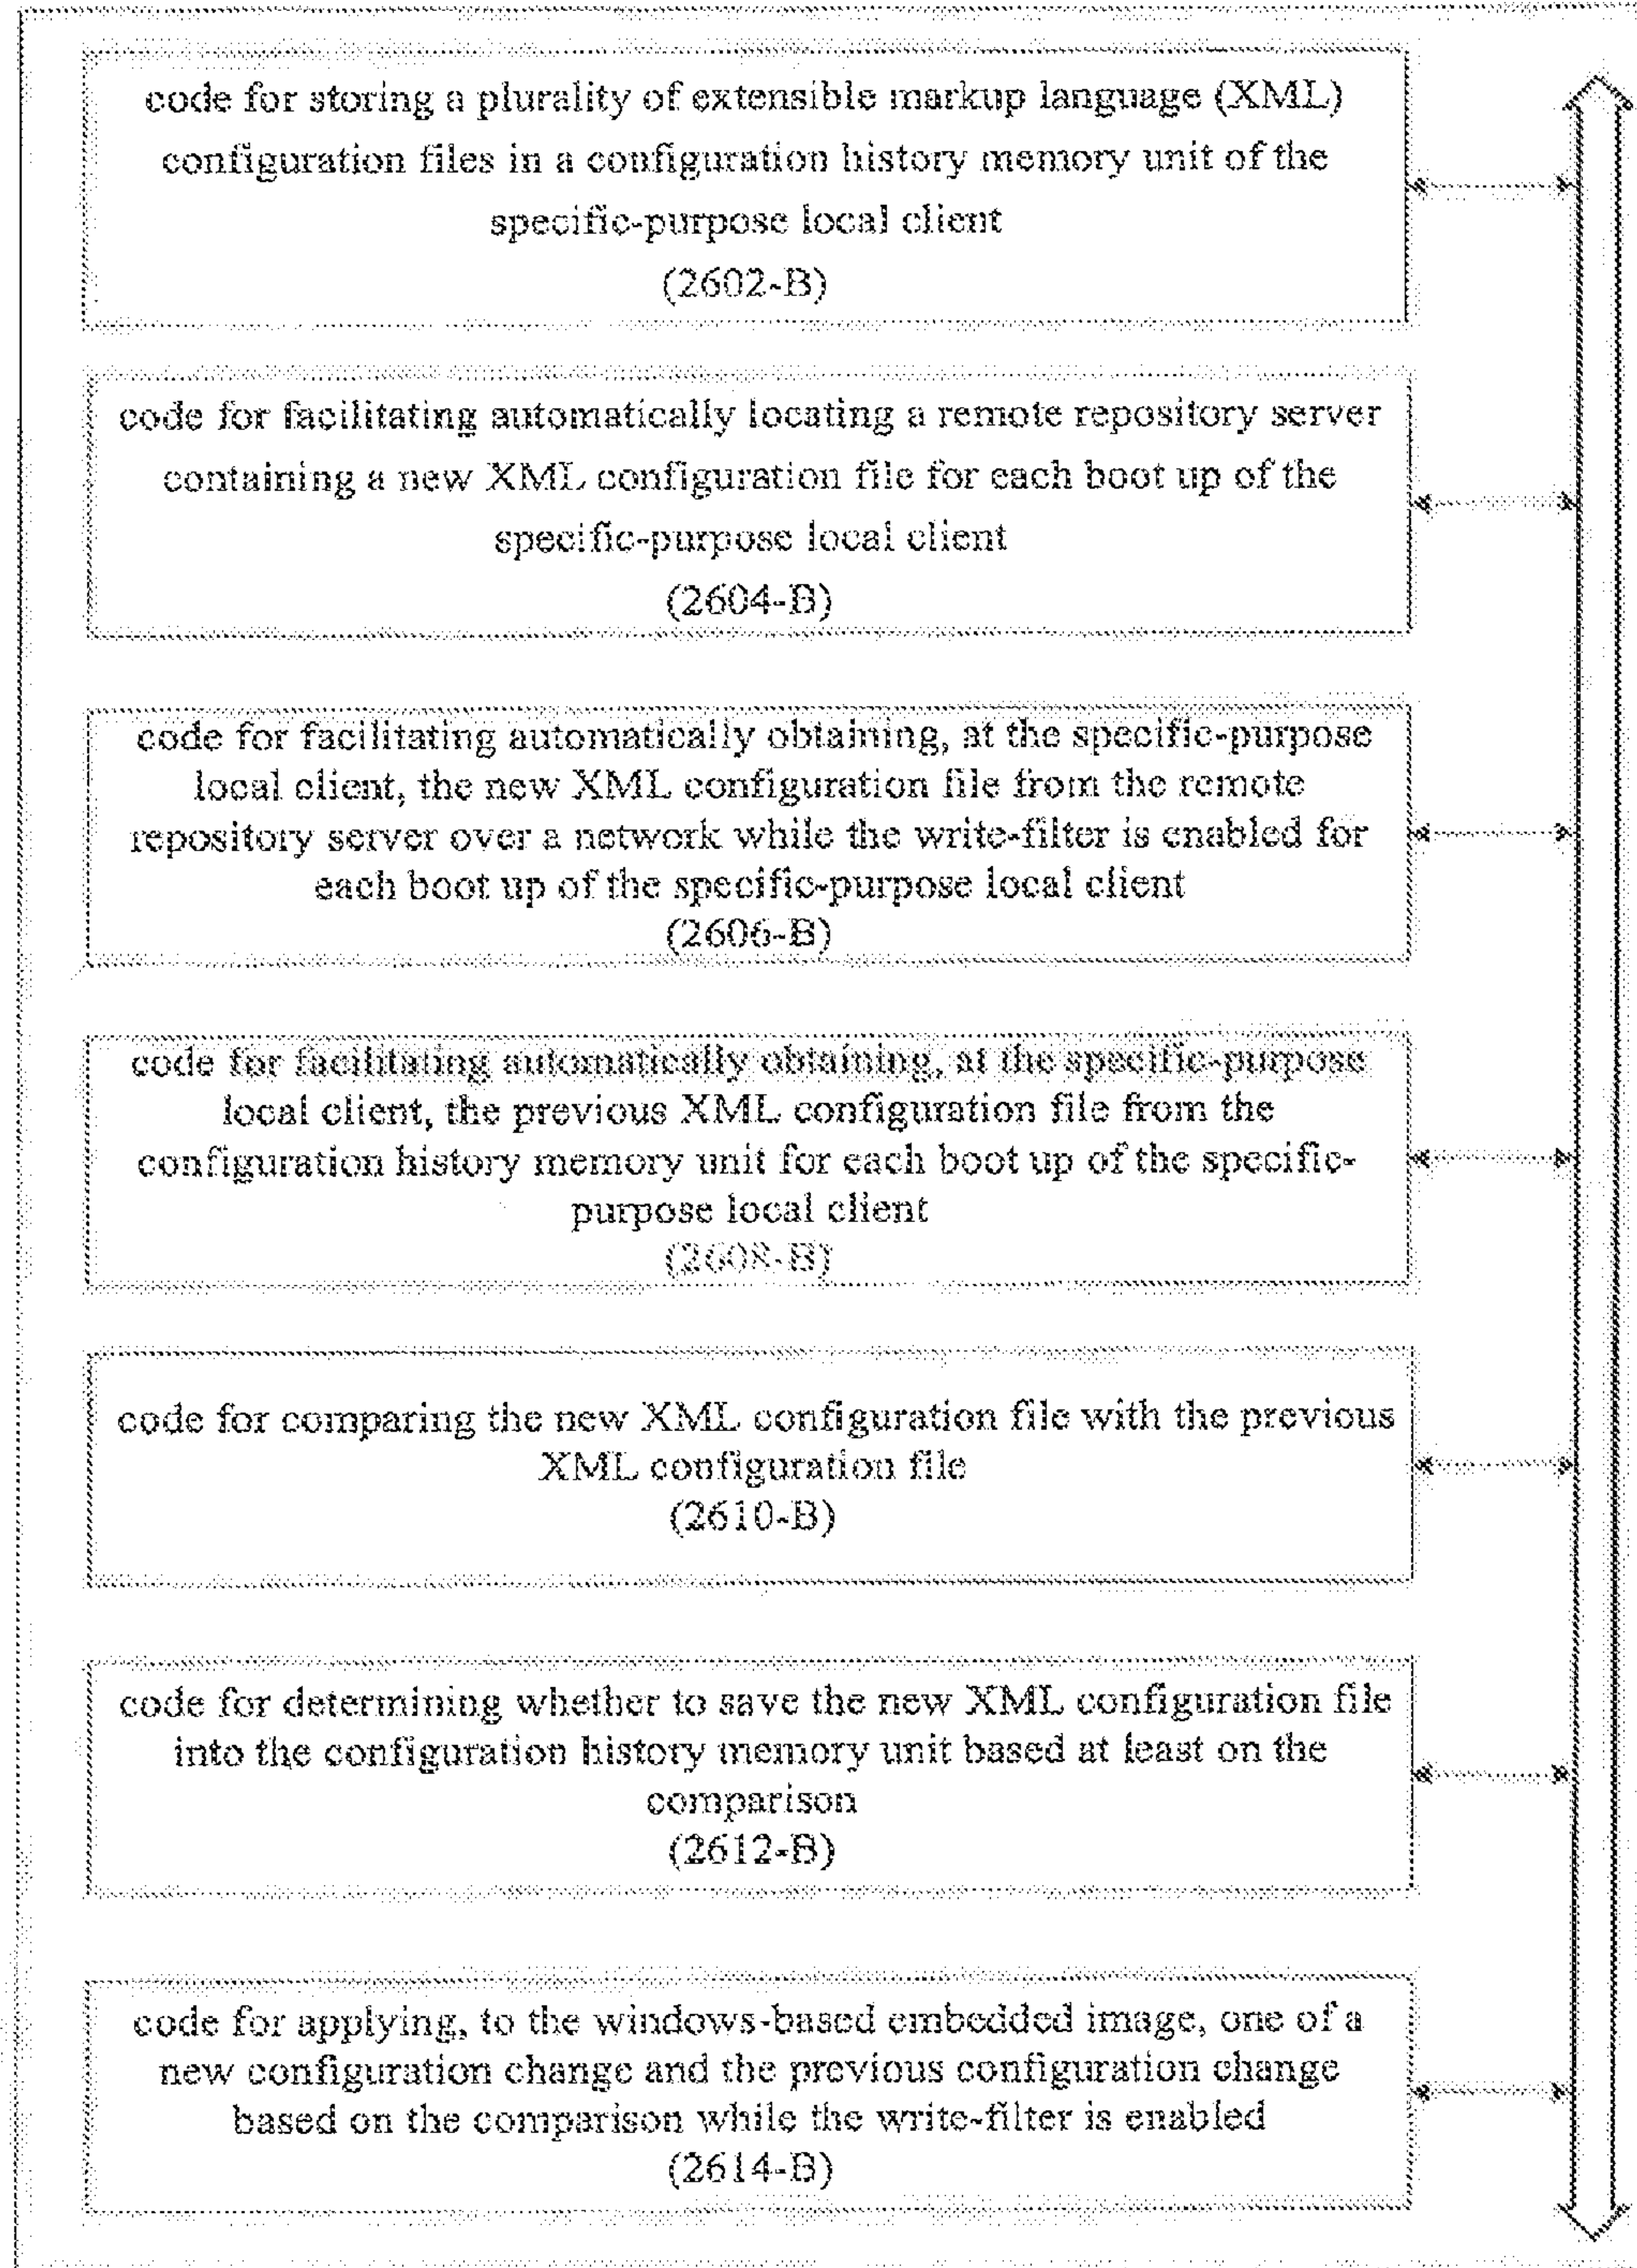 code for storing a plurality of extensible markup language (XML)
configuration files in a configuration history memory unit of the
specific-purpose local client
(2602-B)
code for facilitating automatically locating a remote repository server
containing a new XML configuration file for each boot up of the
specific-purpose local client
(2604-B)
code for facilitating automatically obtaining, at the specific-purpose
local client, the new XML configuration file from the remote
repository server over a network while the write-filter is enabled for
each boot up of the specific-purpose local client
(2606-B)
code for facilitating automatically obtaining, at the specific-purpose
local client, the previous XML configuration file from the
configuration history memory unit for each boot up of the specific-
purpose local client
(2608-B)
code for comparing the new XML configuration file with the previous
XML configuration file
(2610-B)
code for determining whether to save the new XML configuration file
into the configuration history memory unit based at least on the
comparison
(2612-B)
code for applying, to the windows-based embedded image, one of a
new configuration change and the previous configuration change
based on the comparison while the write-filter is enabled
(2614-B)